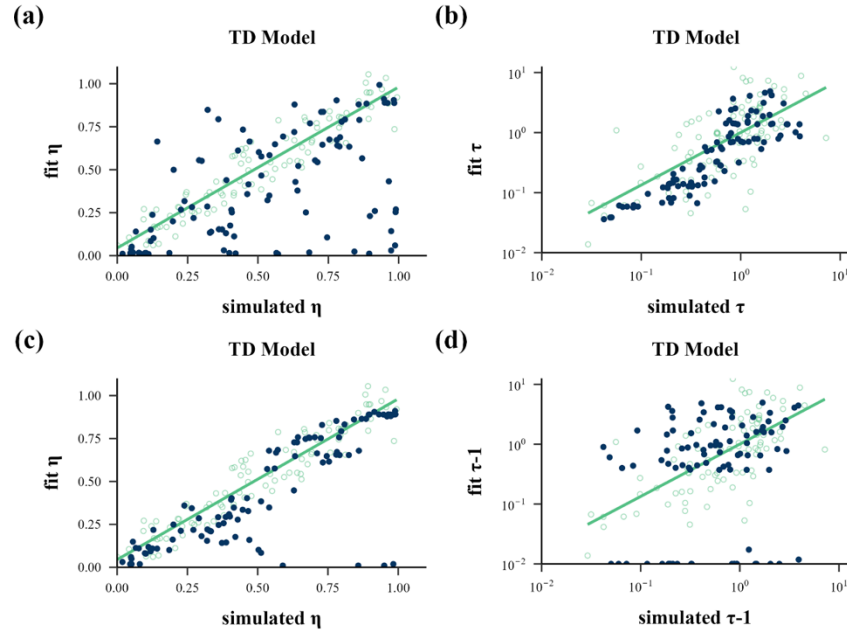 (a)
TD Model
fit η
1.00
0.75
0.50
0.25
0.00
0.00 0.25 0.50 0.75 1.00
simulated η
(b)
TD Model
fit τ
10¹
10⁰
10⁻¹
10⁻²
10⁻² 10⁻¹ 10⁰ 10¹
simulated τ
(c)
TD Model
fit η
1.00
0.75
0.50
0.25
0.00
0.00 0.25 0.50 0.75 1.00
simulated η
(d)
TD Model
fit τ-1
10¹
10⁰
10⁻¹
10⁻²
10⁻² 10⁻¹ 10⁰ 10¹
simulated τ-1